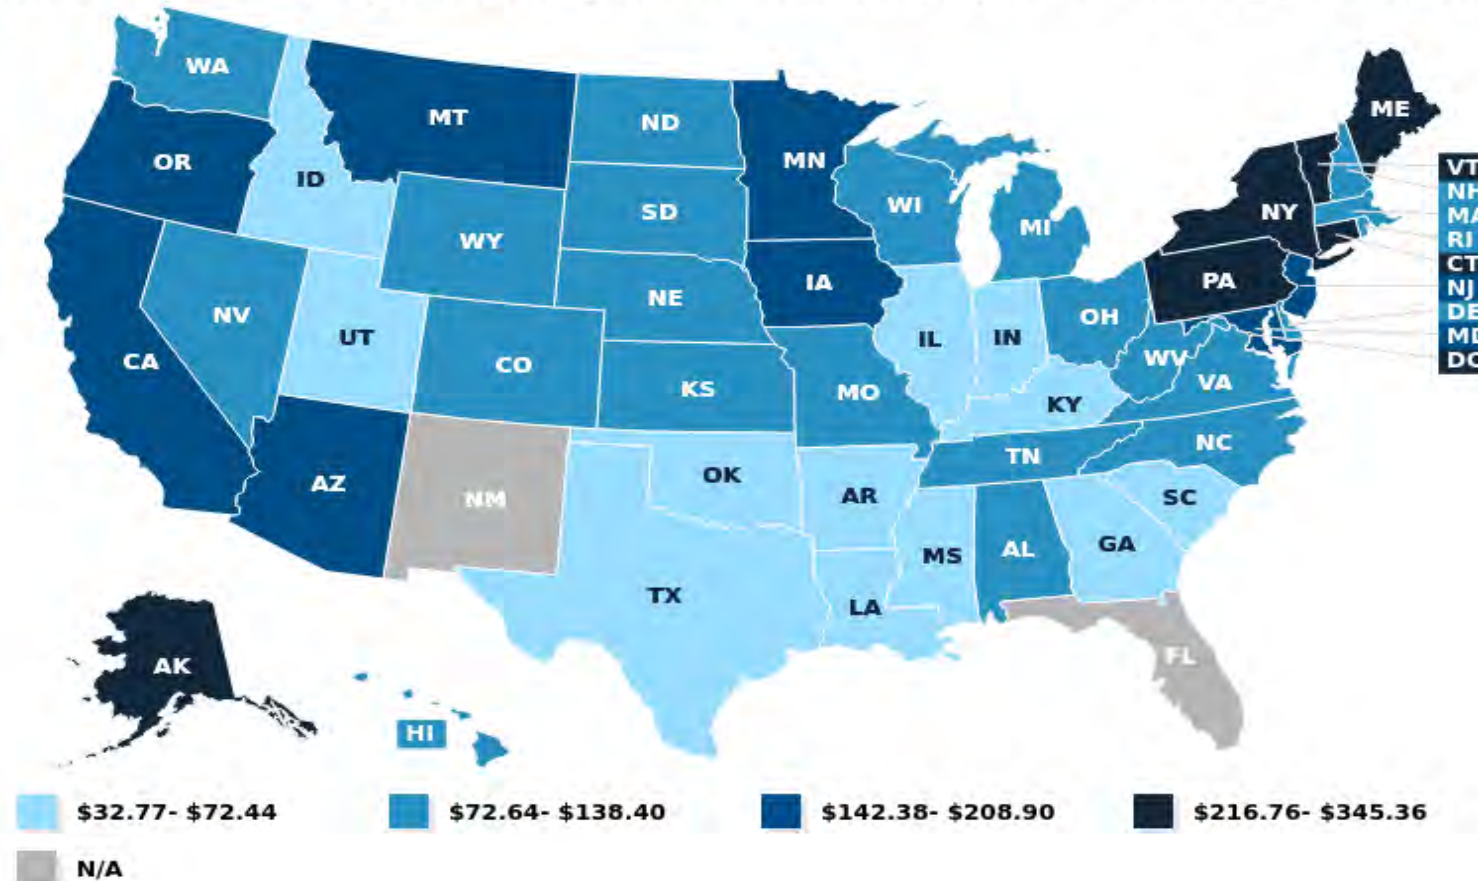 WA
MT
ND
MN
ME
OR
ID
SD
WI
MI
NY
VT
NH
MA
RI
CT
NJ
DE
MD
DC
WY
NV
UT
CA
CO
NE
IA
KS
MO
IL
IN
OH
PA
WV
VA
KY
NC
TN
AZ
NM
OK
AR
SC
MS
AL
GA
TX
LA
FL
AK
HI
$32.77- $72.44
$72.64- $138.40
$142.38- $208.90
$216.76- $345.36
N/A